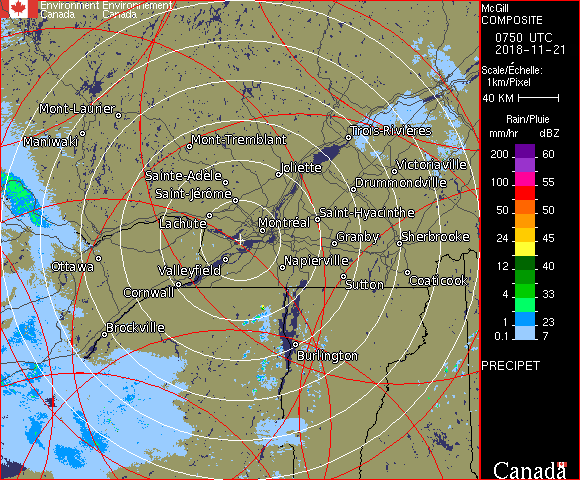 Environment Environnement
Canada Canada
McGill
COMPOSITE
0750 UTC
2018-11-21
Scale/Échelle:
1km/Pixel
40 KM
Rain/Pluie
mm/hr dBZ
200 60
100 55
50 50
24 45
12 40
4 33
1 23
0.1 7
PRECIPET
Canada
Mont-Laurier
Maniwaki
Mont-Tremblant
Trois-Rivières
Joliette
Victoriaville
Sainte-Adèle
Drummondville
Saint-Jérôme
Lachute
Saint-Hyacinthe
Montréal
Granby
Sherbrooke
Ottawa
Valleyfield
Napierville
Cornwall
Sutton
Coaticook
Brockville
Burlington